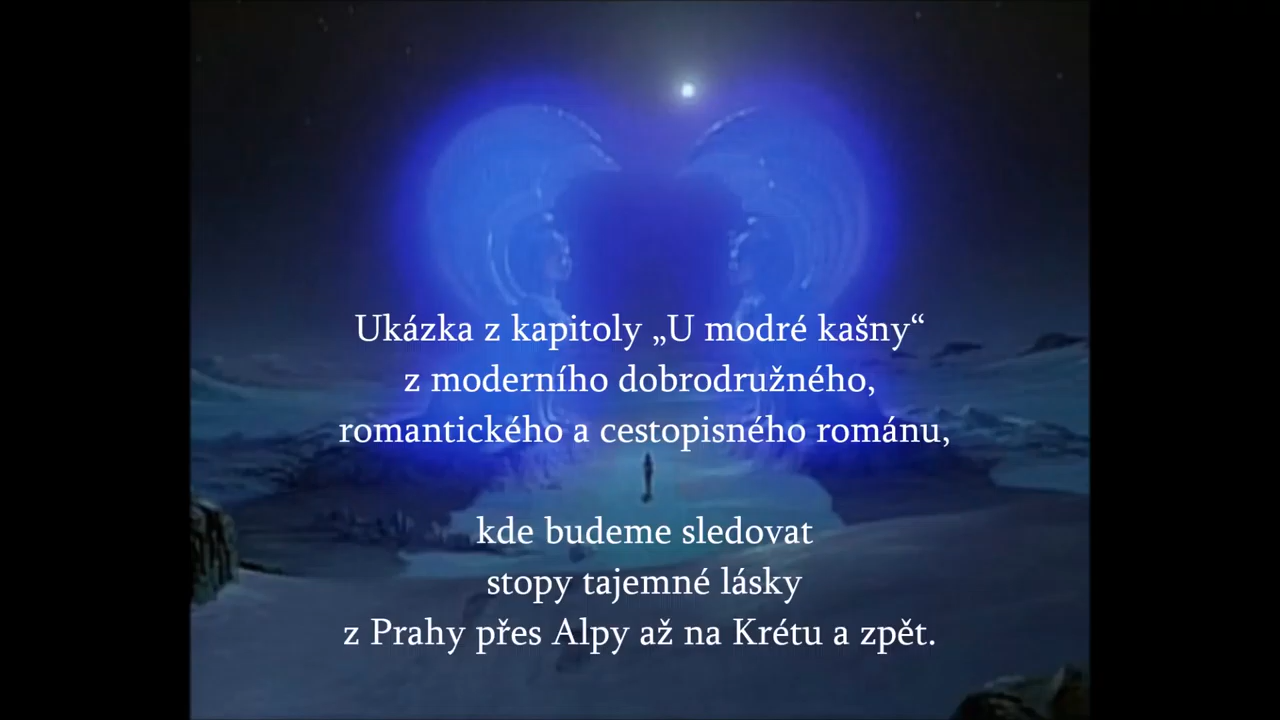 Ukázka z kapitoly „U modré kašny“
z moderního dobrodružného,
romantického a cestopisného románu,
kde budeme sledovat
stopy tajemné lásky
z Prahy přes Alpy až na Krétu a zpět.